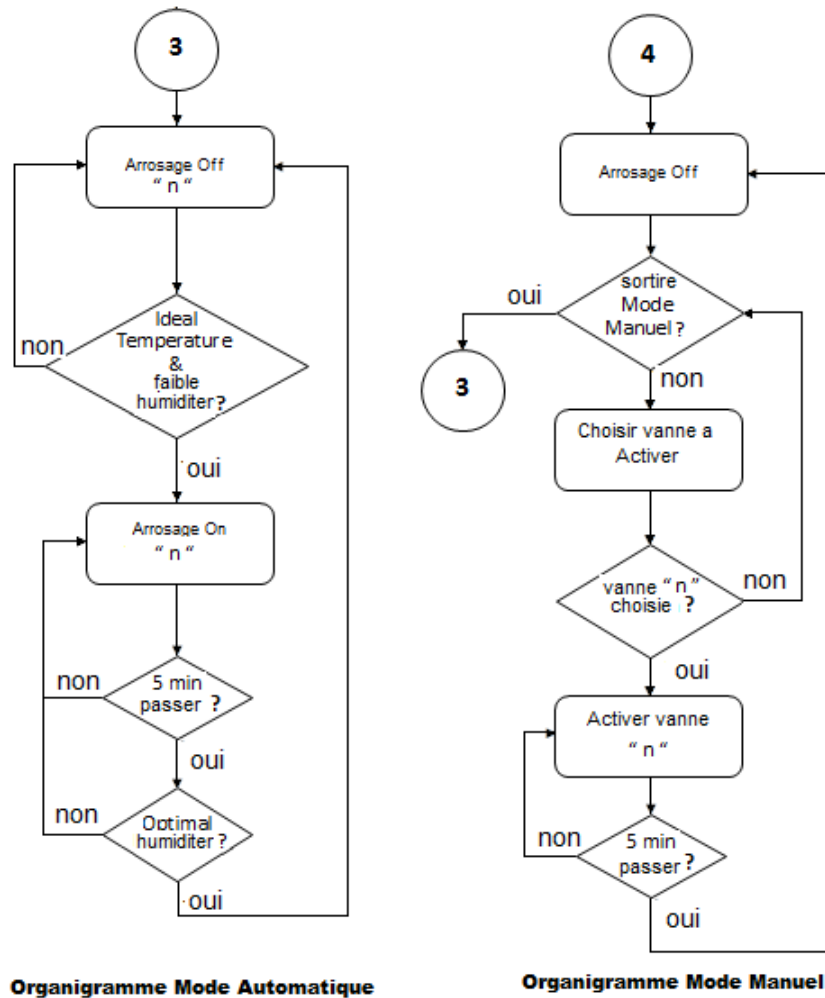 3
Arrosage Off
“ n “
Ideal
Temperature
&
faible
humiditer ?
non
oui
Arrosage On
“ n “
5 min
passer ?
non
oui
Optimal
humiditer ?
non
oui
Organigramme Mode Automatique
4
Arrosage Off
sortire
Mode
Manuel ?
oui
3
non
Choisir vanne a
Activer
vanne “ n “
choisie ?
non
oui
Activer vanne
“ n “
5 min
passer ?
non
oui
Organigramme Mode Manuel